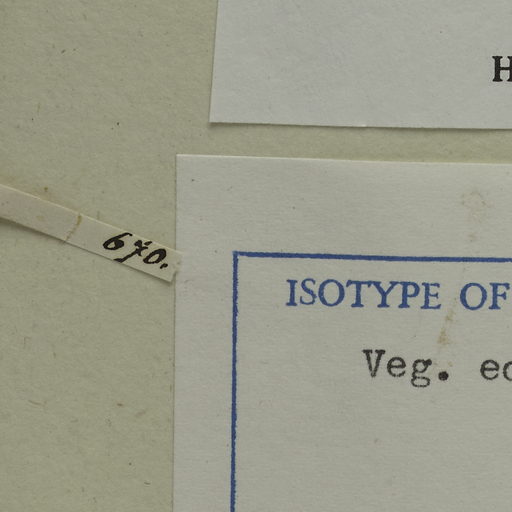 H
670.
ISOTYPE OF
Veg. ec